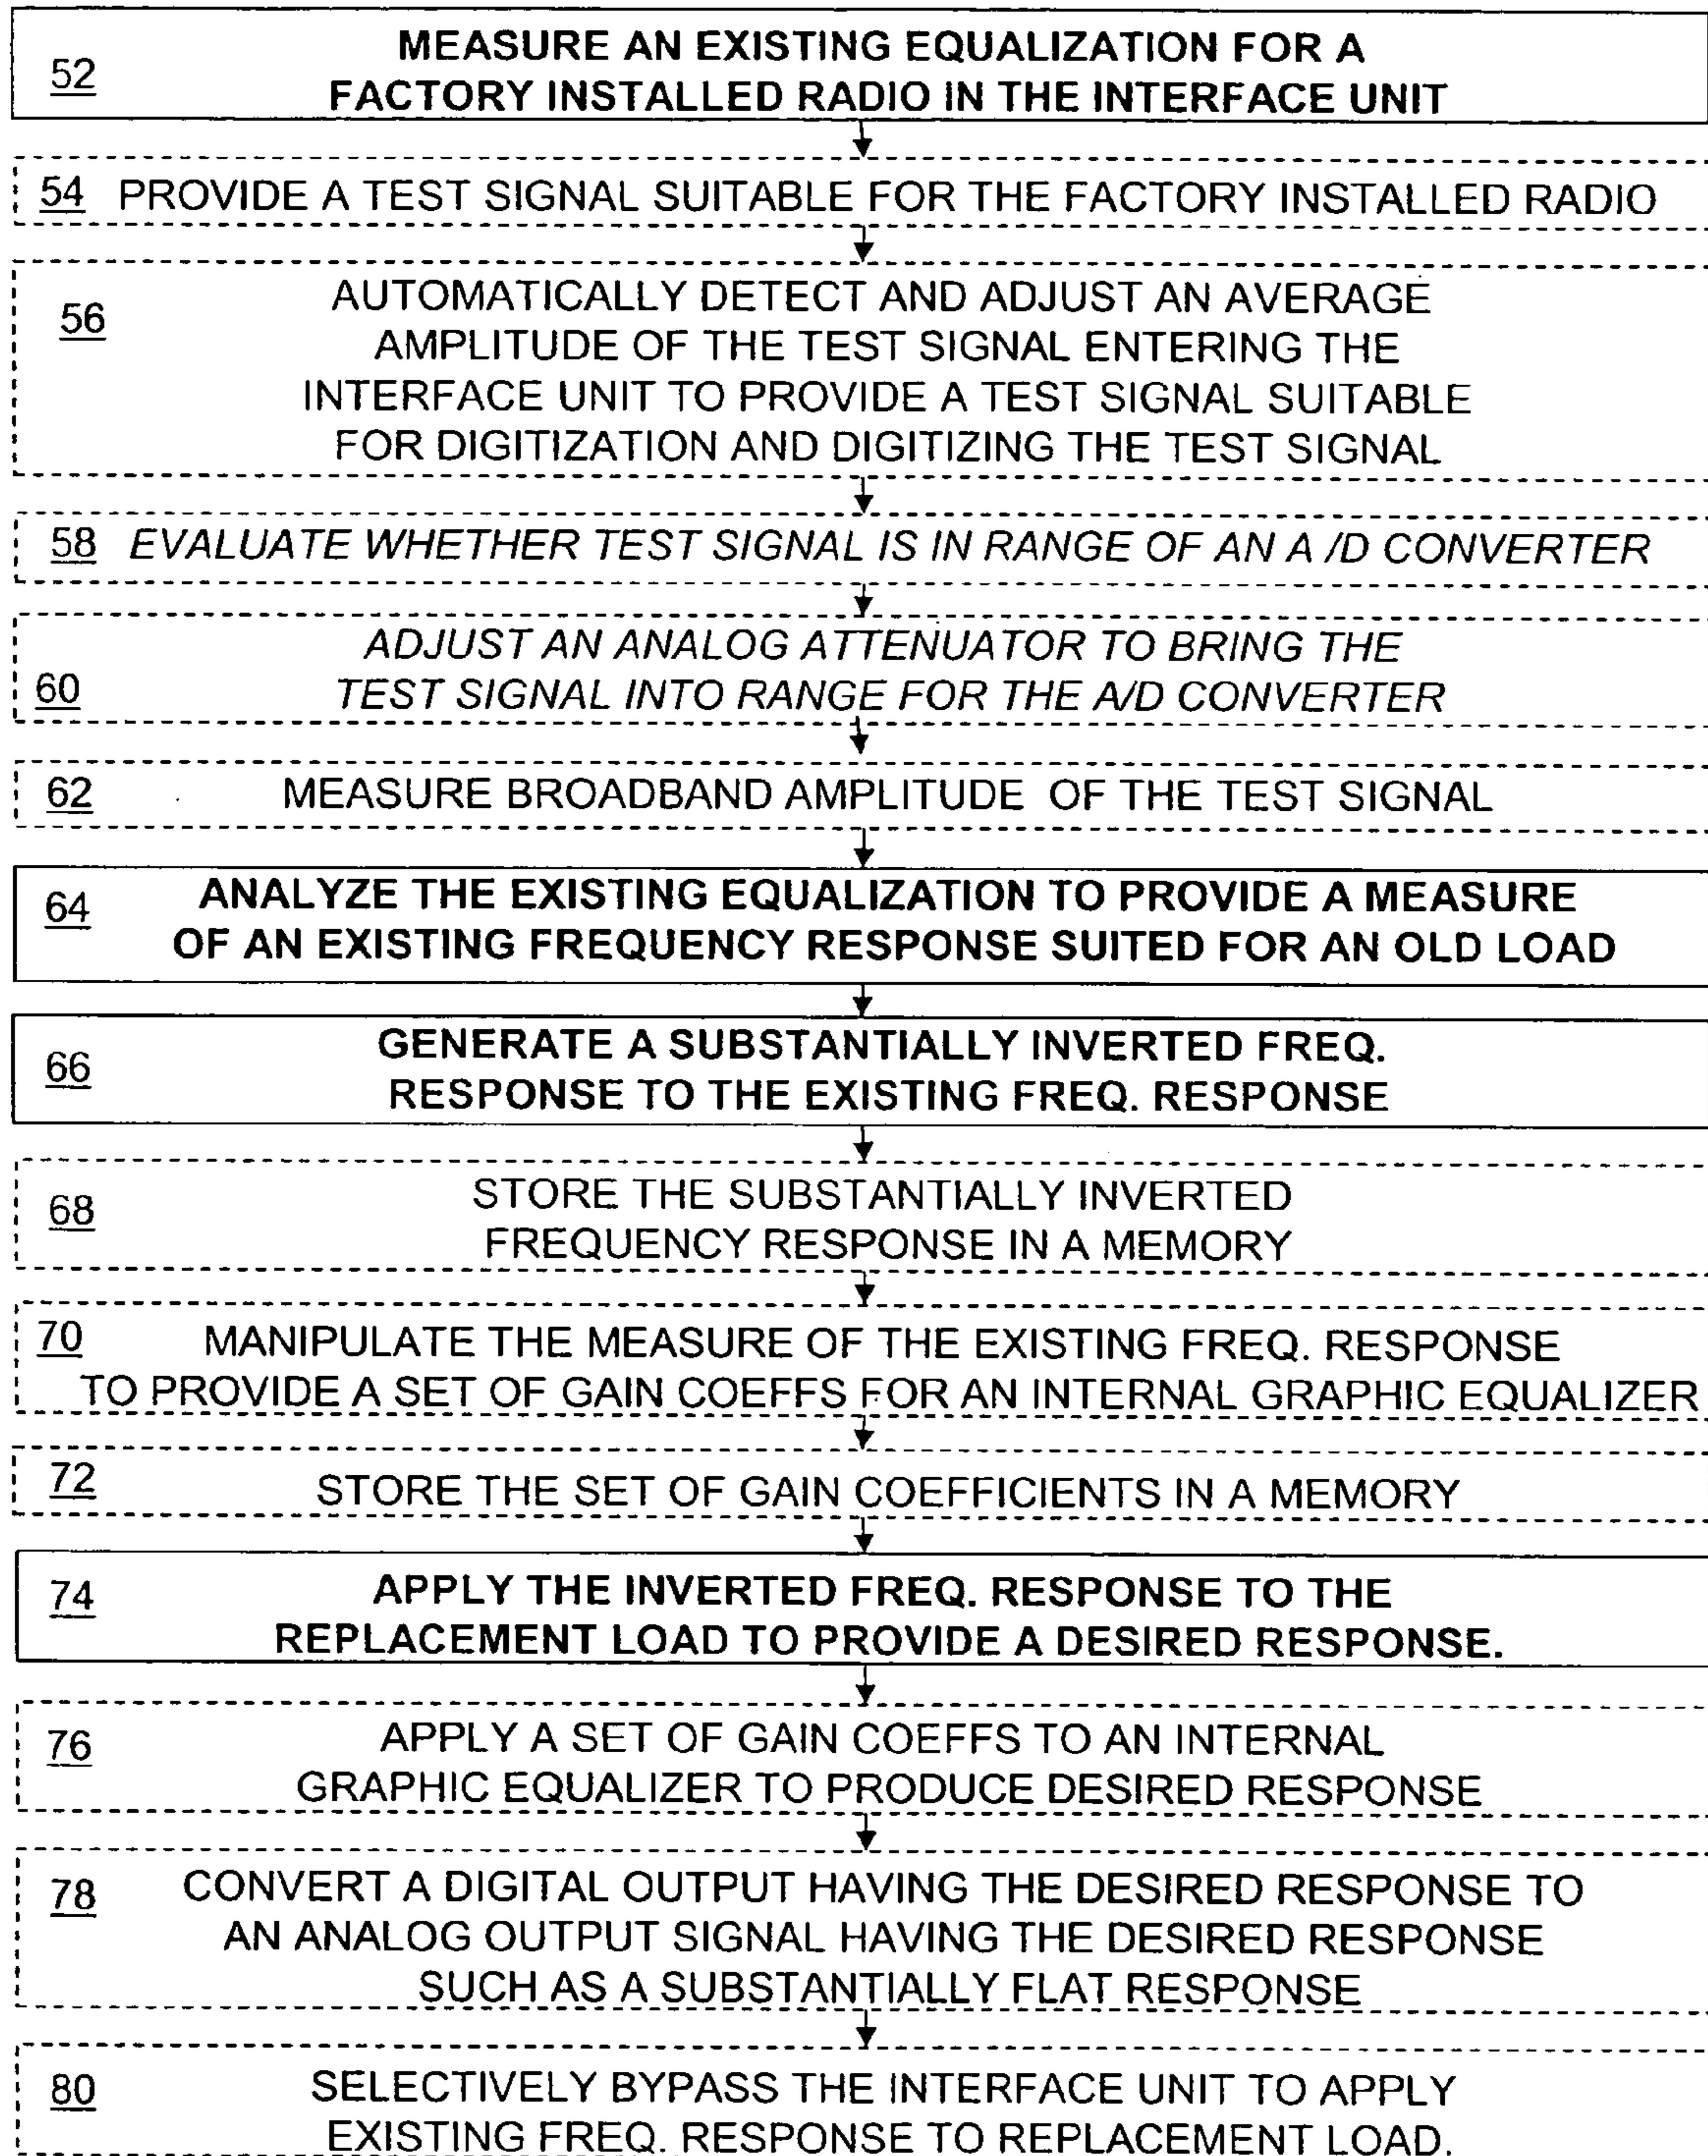 52 MEASURE AN EXISTING EQUALIZATION FOR A
FACTORY INSTALLED RADIO IN THE INTERFACE UNIT
54 PROVIDE A TEST SIGNAL SUITABLE FOR THE FACTORY INSTALLED RADIO
56 AUTOMATICALLY DETECT AND ADJUST AN AVERAGE
AMPLITUDE OF THE TEST SIGNAL ENTERING THE
INTERFACE UNIT TO PROVIDE A TEST SIGNAL SUITABLE
FOR DIGITIZATION AND DIGITIZING THE TEST SIGNAL
58 EVALUATE WHETHER TEST SIGNAL IS IN RANGE OF AN A /D CONVERTER
ADJUST AN ANALOG ATTENUATOR TO BRING THE
60 TEST SIGNAL INTO RANGE FOR THE A/D CONVERTER
62 MEASURE BROADBAND AMPLITUDE OF THE TEST SIGNAL
64 ANALYZE THE EXISTING EQUALIZATION TO PROVIDE A MEASURE
OF AN EXISTING FREQUENCY RESPONSE SUITED FOR AN OLD LOAD
66 GENERATE A SUBSTANTIALLY INVERTED FREQ.
RESPONSE TO THE EXISTING FREQ. RESPONSE
68 STORE THE SUBSTANTIALLY INVERTED
FREQUENCY RESPONSE IN A MEMORY
70 MANIPULATE THE MEASURE OF THE EXISTING FREQ. RESPONSE
TO PROVIDE A SET OF GAIN COEFFS FOR AN INTERNAL GRAPHIC EQUALIZER
72 STORE THE SET OF GAIN COEFFICIENTS IN A MEMORY
74 APPLY THE INVERTED FREQ. RESPONSE TO THE
REPLACEMENT LOAD TO PROVIDE A DESIRED RESPONSE.
76 APPLY A SET OF GAIN COEFFS TO AN INTERNAL
GRAPHIC EQUALIZER TO PRODUCE DESIRED RESPONSE
78 CONVERT A DIGITAL OUTPUT HAVING THE DESIRED RESPONSE TO
AN ANALOG OUTPUT SIGNAL HAVING THE DESIRED RESPONSE
SUCH AS A SUBSTANTIALLY FLAT RESPONSE
80 SELECTIVELY BYPASS THE INTERFACE UNIT TO APPLY
EXISTING FREQ. RESPONSE TO REPLACEMENT LOAD.